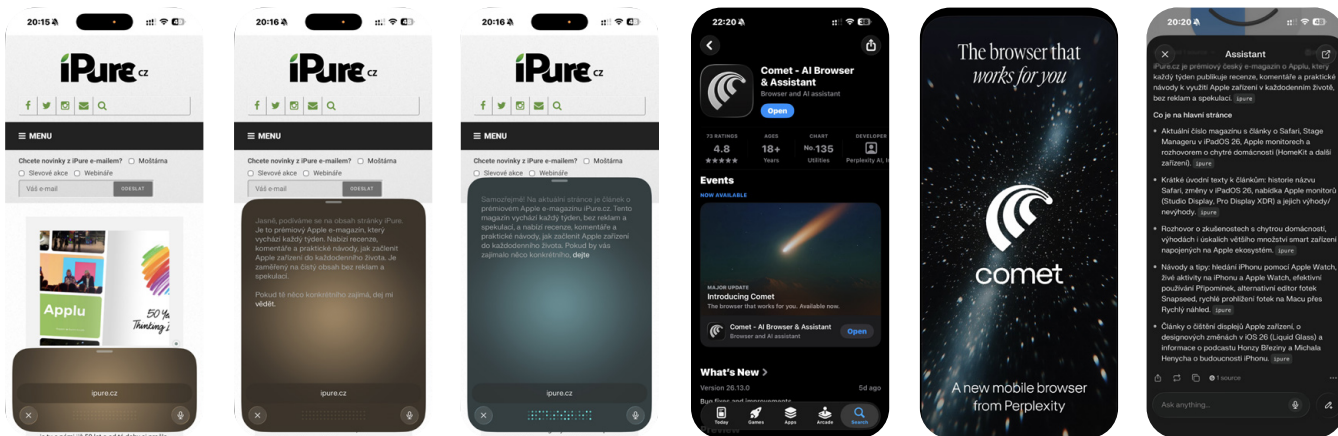 20:15
iPure cz
MENU
Chcete novinky z iPure e-mailem? Moštárna
Slevové akce Webináře
Váš e-mail ODESLAT
Applu
50
Thinking
ipure.cz
20:16
iPure cz
MENU
Chcete novinky z iPure e-mailem? Moštárna
Slevové akce Webináře
Váš e-mail ODESLAT
Jasně, podíváme se na obsah stránky iPure.
Je to prémiový Apple e-magazín, který
vychází každý týden. Nabízí recenze,
komentáře a praktické návody, jak začlenit
Apple zařízení do každodenního života. Je
zaměřený na čistý obsah bez reklam a
spekulací.
Pokud tě něco konkrétního zajímá, dej mi
vědět.
ipure.cz
20:16
iPure cz
MENU
Chcete novinky z iPure e-mailem? Moštárna
Slevové akce Webináře
Samozřejmě! Na aktuální stránce je článek o
prémiovém Apple e-magazínu iPure.cz. Tento
magazín vychází každý týden, bez reklam a
spekulací, a nabízí recenze, komentáře a
praktické návody, jak začlenit Apple zařízení
do každodenního života. Pokud by vás
zajímalo něco konkrétního, dejte
ipure.cz
22:20
Comet - AI Browser
& Assistant
Browser and AI assistant
Open
73 RATINGS AGES CHART DEVELOPER
4.8 18+ No.135
Years Utilities Perplexity AI, I
Events
NOW AVAILABLE
MAJOR UPDATE
Introducing Comet
The browser that works for you. Available now.
Comet - AI Browser & Assistant
Browser and AI assistant
Open
What's New
Version 26.13.0 5d ago
Bug fixes and improvements
Today Games Apps Arcade Search
The browser that
works for you
comet
A new mobile browser
from Perplexity
20:20
Assistant
iPure.cz je prémiový český e-magazín o Applu, který
každý týden publikuje recenze, komentáře a praktické
návody k využití Apple zařízení v každodenním životě,
bez reklam a spekulací. ipure
Co je na hlavní stránce
Aktuální číslo magazínu s články o Safari, Stage
Manageru v iPadOS 26, Apple monitorech a
rozhovorem o chytré domácnosti (HomeKit a další
zařízení). ipure
Krátké úvodní texty k článkům: historie názvu
Safari, změny v iPadOS 26, nabídka Apple monitorů
(Studio Display, Pro Display XDR) a jejich výhody/
nevýhody. ipure
Rozhovor o zkušenostech s chytrou domácností,
výhodách i úskalích většího množství smart zařízení
napojených na Apple ekosystém. ipure
Návody a tipy: hledání iPhonu pomocí Apple Watch,
živé aktivity na iPhonu a Apple Watch, efektivní
používání Připomínek, alternativní editor fotek
Snapseed, rychlé prohlížení fotek na Macu přes
Rychlý náhled. ipure
Články o čištění displejů Apple zařízení, o
designových změnách v iOS 26 (Liquid Glass) a
informace o podcastu Honzy Březiny a Michala
Henycha o budoucnosti iPhonu. ipure
1 source
Ask anything...